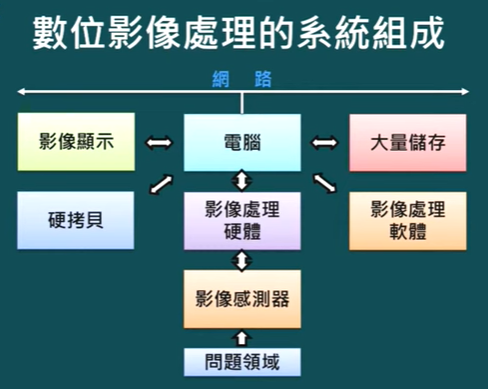 數位影像處理的系統組成
網 路
影像顯示
電腦
大量儲存
硬拷貝
影像處理
硬體
影像處理
軟體
影像感測器
問題領域